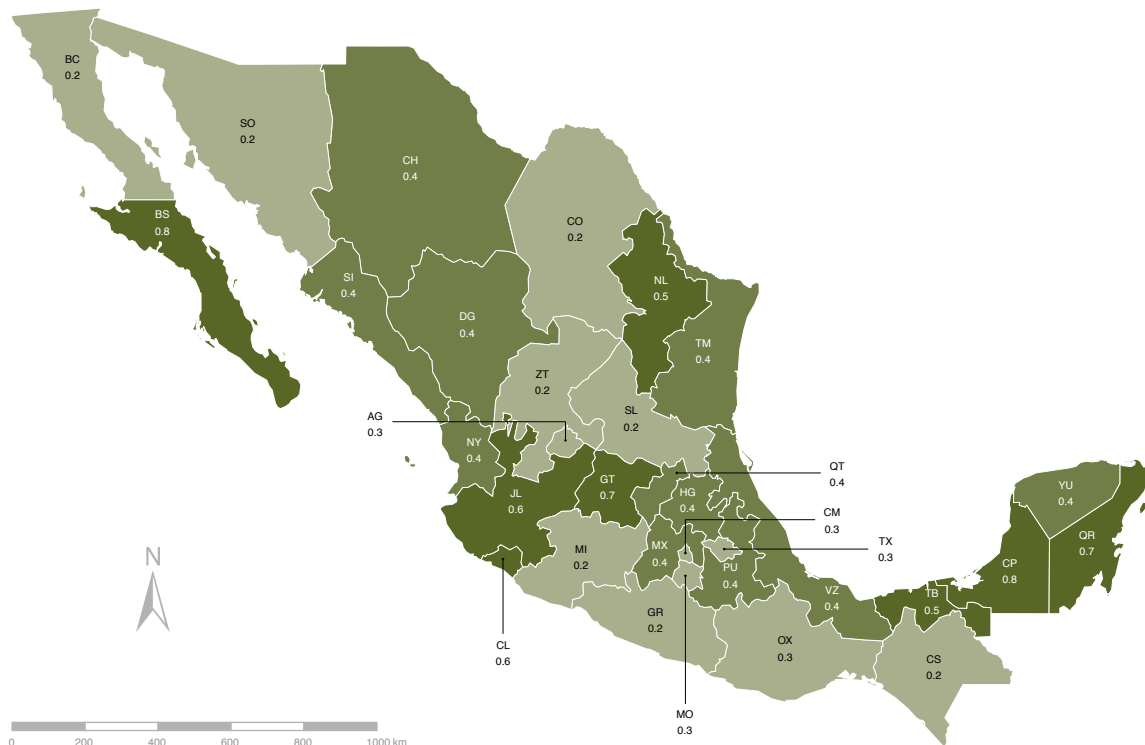 BC
0.2
SO
0.2
CH
0.4
BS
0.8
CO
0.2
SI
0.4
NL
0.5
DG
0.4
TM
0.4
ZT
0.2
AG
0.3
SL
0.2
NY
0.4
QT
0.4
GT
0.7
JL
0.6
HG
0.4
YU
0.4
CM
0.3
TX
0.3
MX
0.4
MI
0.2
QR
0.7
CP
0.8
PU
0.4
N
VZ
0.4
TB
0.5
GR
0.2
OX
0.3
CL
0.6
CS
0.2
MO
0.3
0 200 400 600 800 1000 km